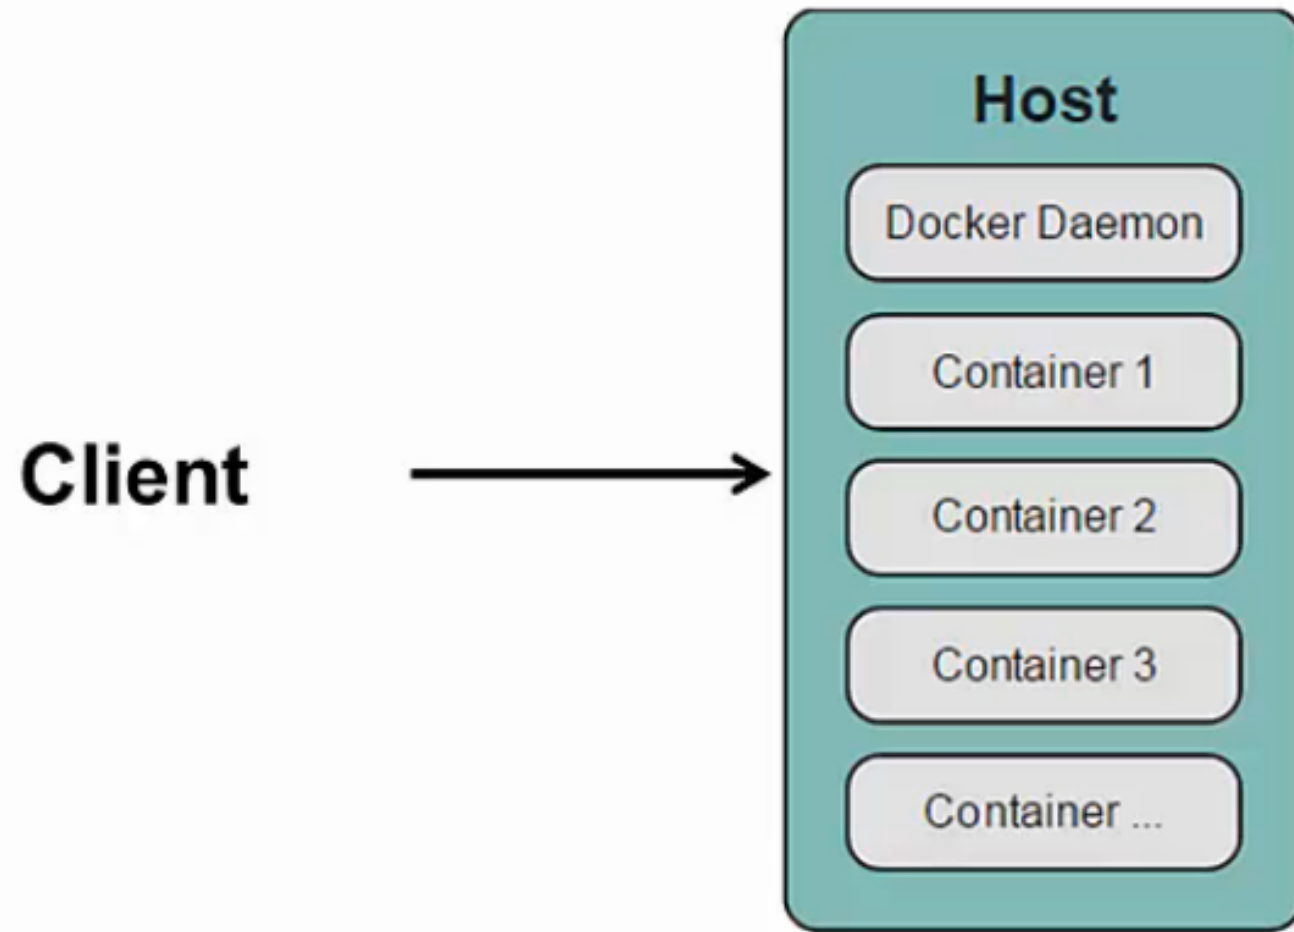 Host
Docker Daemon
Container 1
Client
Container 2
Container 3
Container ...